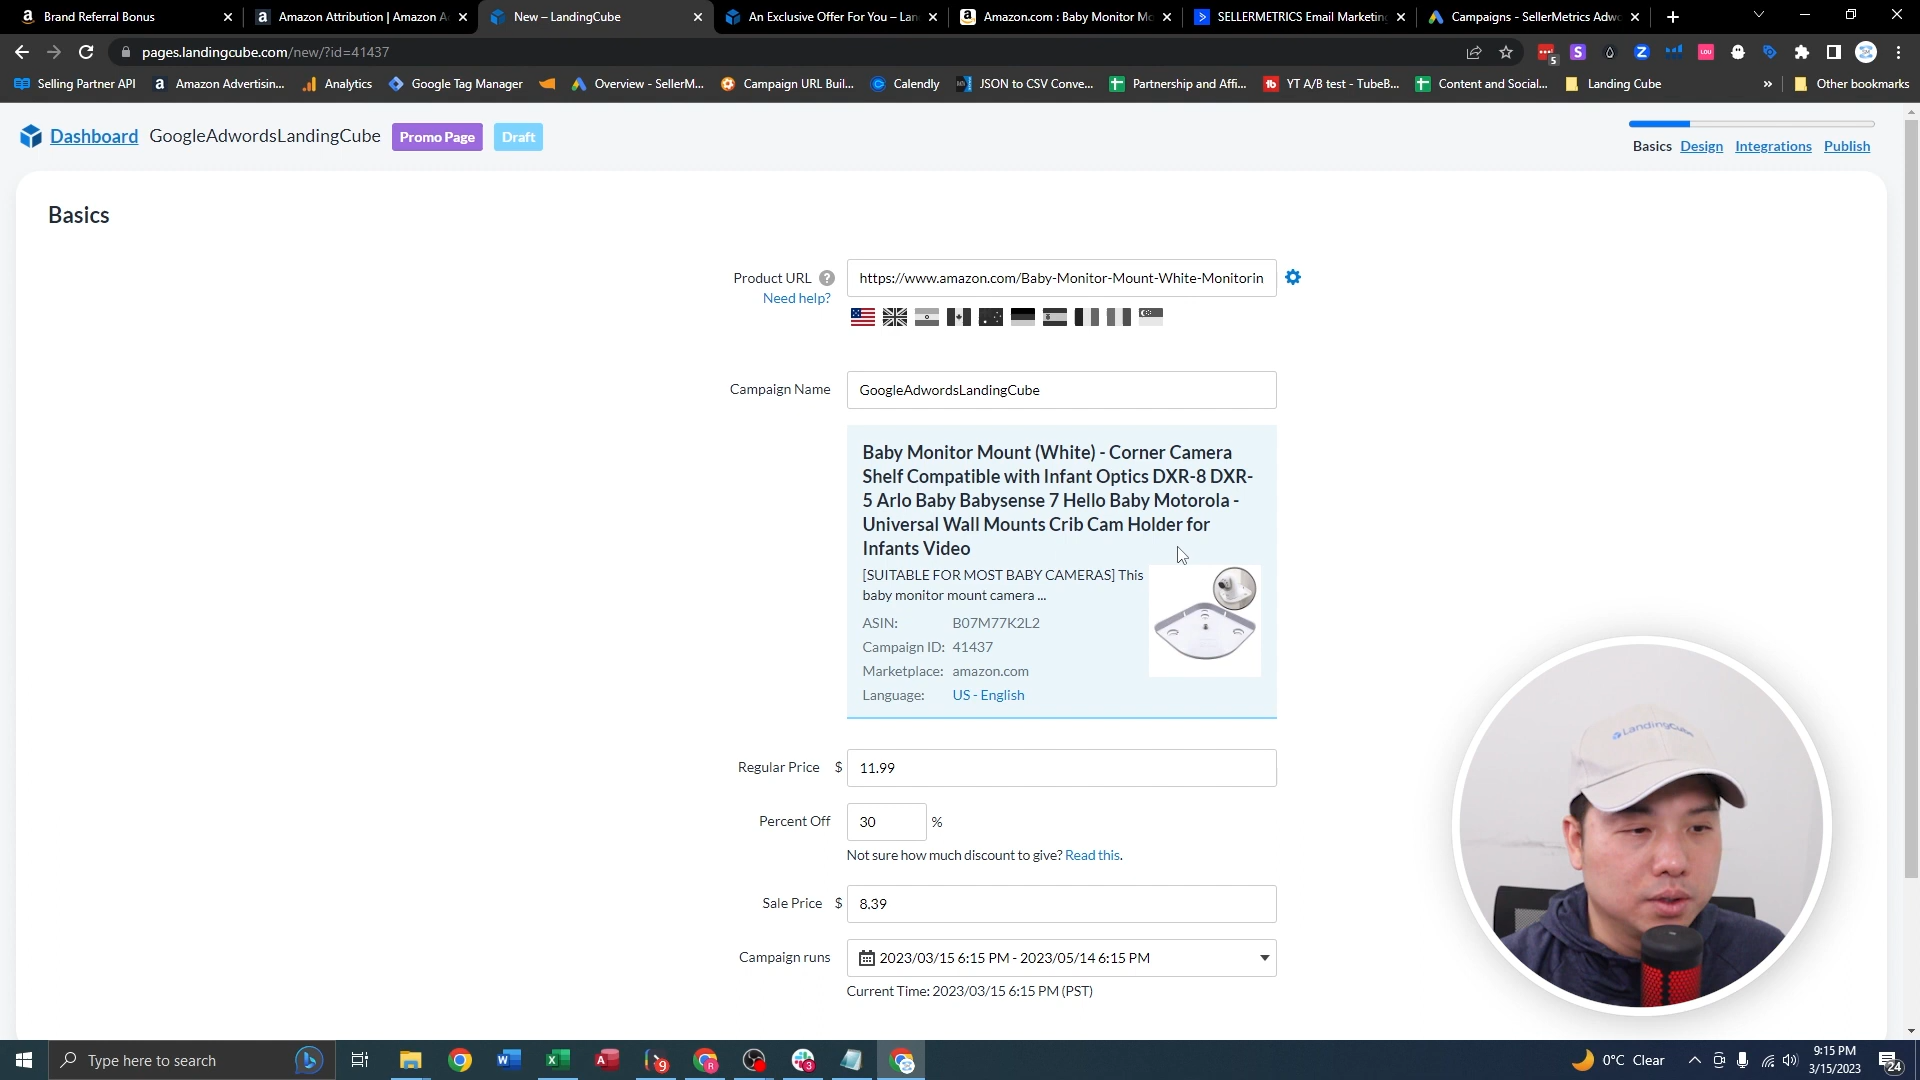 Brand Referral Bonus
Amazon Attribution | Amazon A
New – LandingCube
An Exclusive Offer For You – Lan
Amazon.com : Baby Monitor Mo
SELLERMETRICS Email Marketing
Campaigns - SellerMetrics Adwo
pages.landingcube.com/new/?id=41437
5
Selling Partner API
Amazon Advertisin...
Analytics
Google Tag Manager
Overview - SellerM...
Campaign URL Buil...
Calendly
JSON to CSV Conve...
Partnership and Affi...
YT A/B test - TubeB...
Content and Social...
Landing Cube
»
Other bookmarks
Dashboard
GoogleAdwordsLandingCube
Promo Page
Draft
Basics
Design
Integrations
Publish
Basics
Product URL ?
https://www.amazon.com/Baby-Monitor-Mount-White-Monitorin
Need help?
Campaign Name
GoogleAdwordsLandingCube
Baby Monitor Mount (White) - Corner Camera
Shelf Compatible with Infant Optics DXR-8 DXR-
5 Arlo Baby Babysense 7 Hello Baby Motorola -
Universal Wall Mounts Crib Cam Holder for
Infants Video
[SUITABLE FOR MOST BABY CAMERAS] This
baby monitor mount camera ...
ASIN: B07M77K2L2
Campaign ID: 41437
Marketplace: amazon.com
Language: US - English
Regular Price $ 11.99
Percent Off 30 %
Not sure how much discount to give? Read this.
Sale Price $ 8.39
Campaign runs 2023/03/15 6:15 PM - 2023/05/14 6:15 PM
Current Time: 2023/03/15 6:15 PM (PST)
LandingCube
Type here to search
0°C Clear
9:15 PM
3/15/2023
24